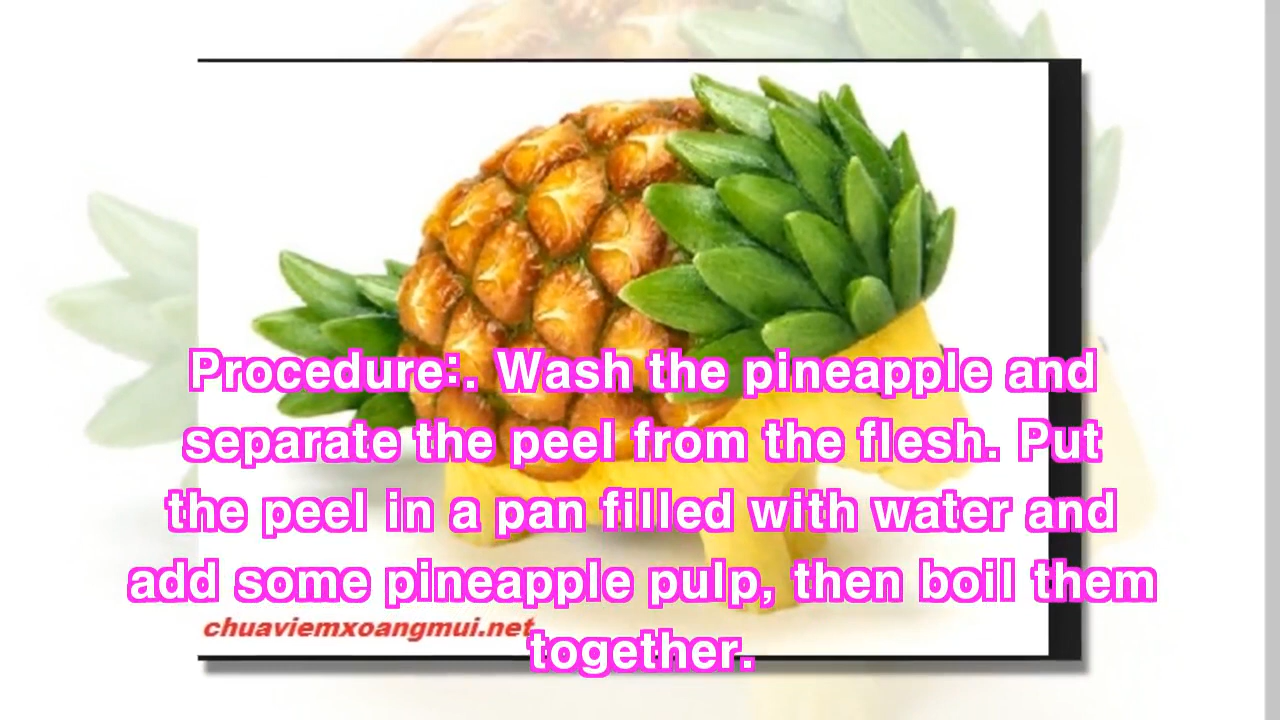 Procedure:. Wash the pineapple and
separate the peel from the flesh. Put
the peel in a pan filled with water and
add some pineapple pulp, then boil them
chuaviemxoangmui.net
together.